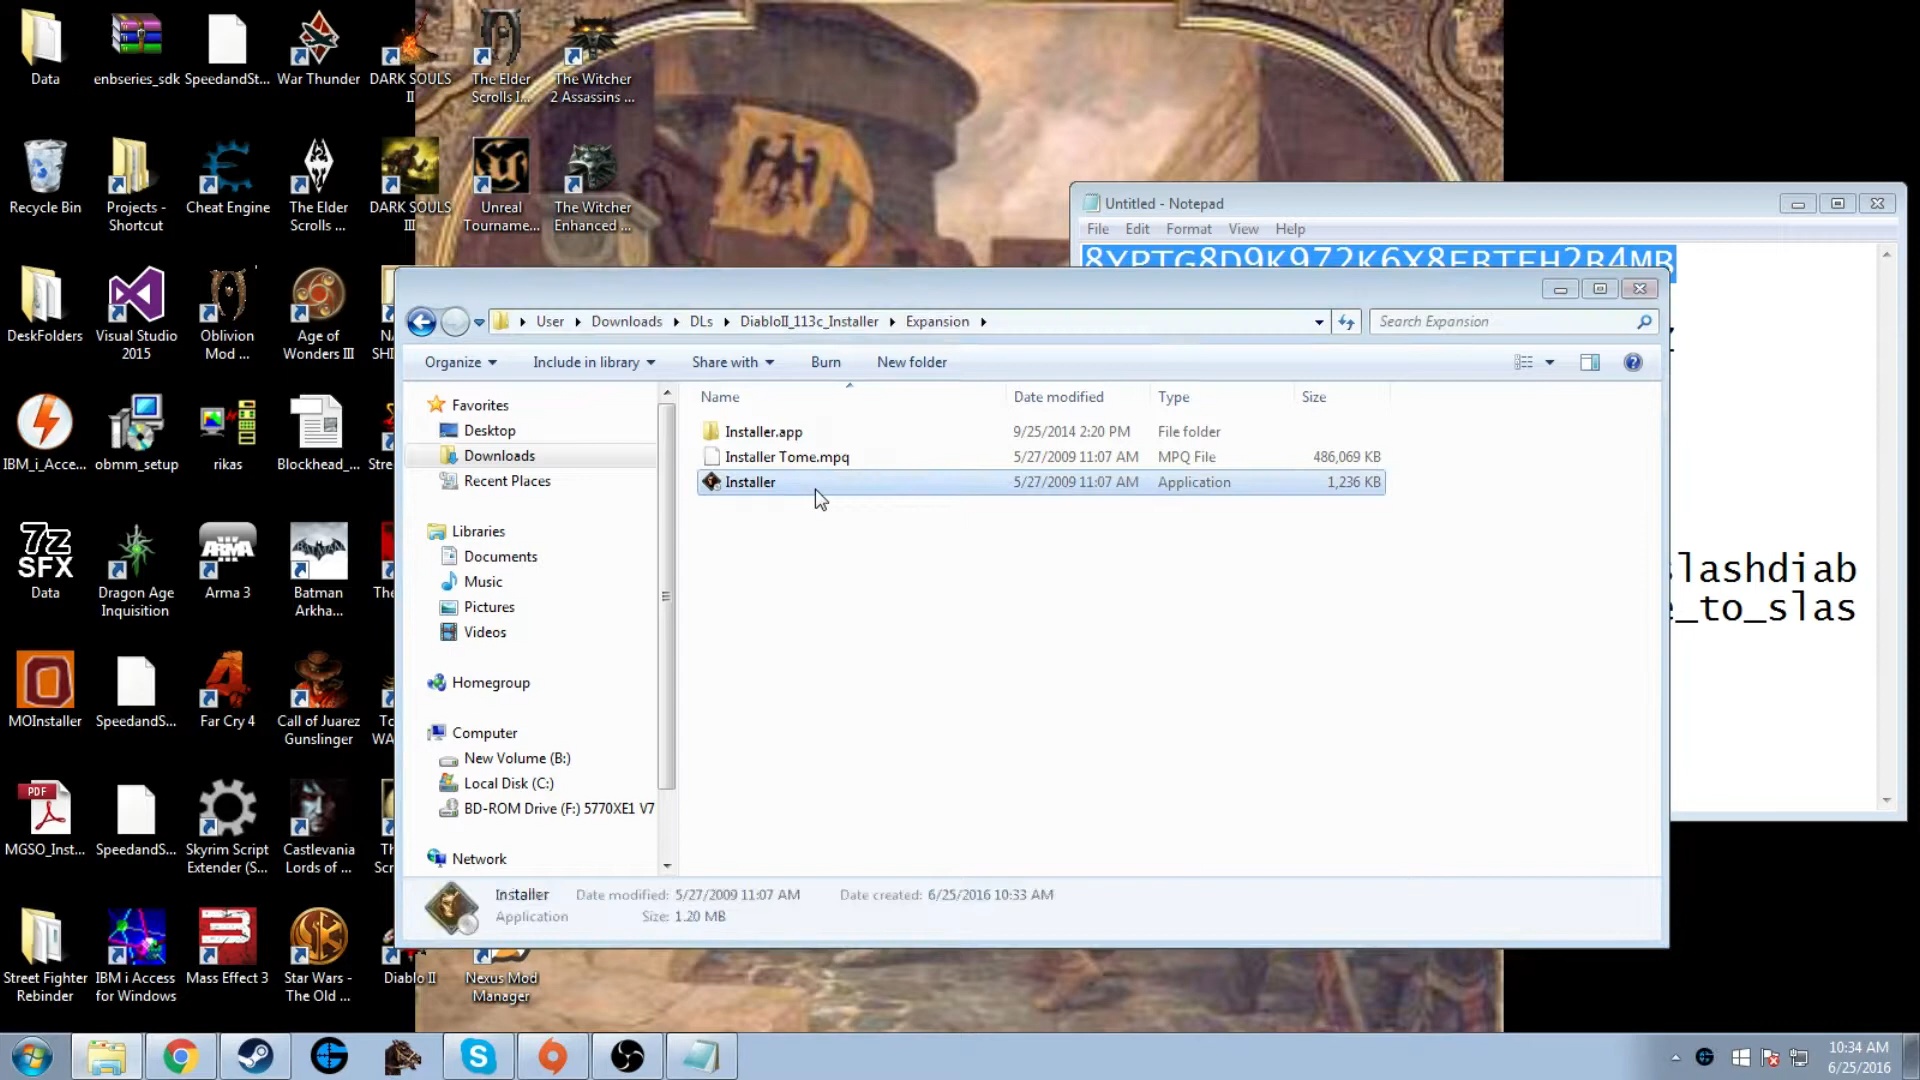 Data
enbseries_sdk
SpeedandSt...
War Thunder
DARK SOULS II
The Elder Scrolls I...
The Witcher 2 Assassins ...
Recycle Bin
Projects - Shortcut
Cheat Engine
The Elder Scrolls ...
DARK SOULS III
Unreal Tourname...
The Witcher Enhanced ...
DeskFolders
Visual Studio 2015
Oblivion Mod ...
Age of Wonders III
IBM_i_Acce...
obmm_setup
rikas
Blockhead_...
7z SFX
Data
Dragon Age Inquisition
ARMA III
Arma 3
Batman Arkha...
MOInstaller
SpeedandS...
Far Cry 4
Call of Juarez Gunslinger
PDF
MGSO_Inst...
SpeedandS...
Skyrim Script Extender (S...
Castlevania Lords of ...
Street Fighter Rebinder
IBM i Access for Windows
Mass Effect 3
Star Wars - The Old ...
Diablo II
Nexus Mod Manager
Untitled - Notepad
File Edit Format View Help
8YPTG8D9K972K6X8EBTEH2R4MB
lashdiab
_to_slas
User Downloads DLs DiabloII_113c_Installer Expansion
Search Expansion
Organize Include in library Share with Burn New folder
Favorites
Desktop
Downloads
Recent Places
Libraries
Documents
Music
Pictures
Videos
Homegroup
Computer
New Volume (B:)
Local Disk (C:)
BD-ROM Drive (F:) 5770XE1 V7
Network
Name Date modified Type Size
Installer.app 9/25/2014 2:20 PM File folder
Installer Tome.mpq 5/27/2009 11:07 AM MPQ File 486,069 KB
Installer 5/27/2009 11:07 AM Application 1,236 KB
Installer Date modified: 5/27/2009 11:07 AM Date created: 6/25/2016 10:33 AM
Application Size: 1.20 MB
10:34 AM
6/25/2016